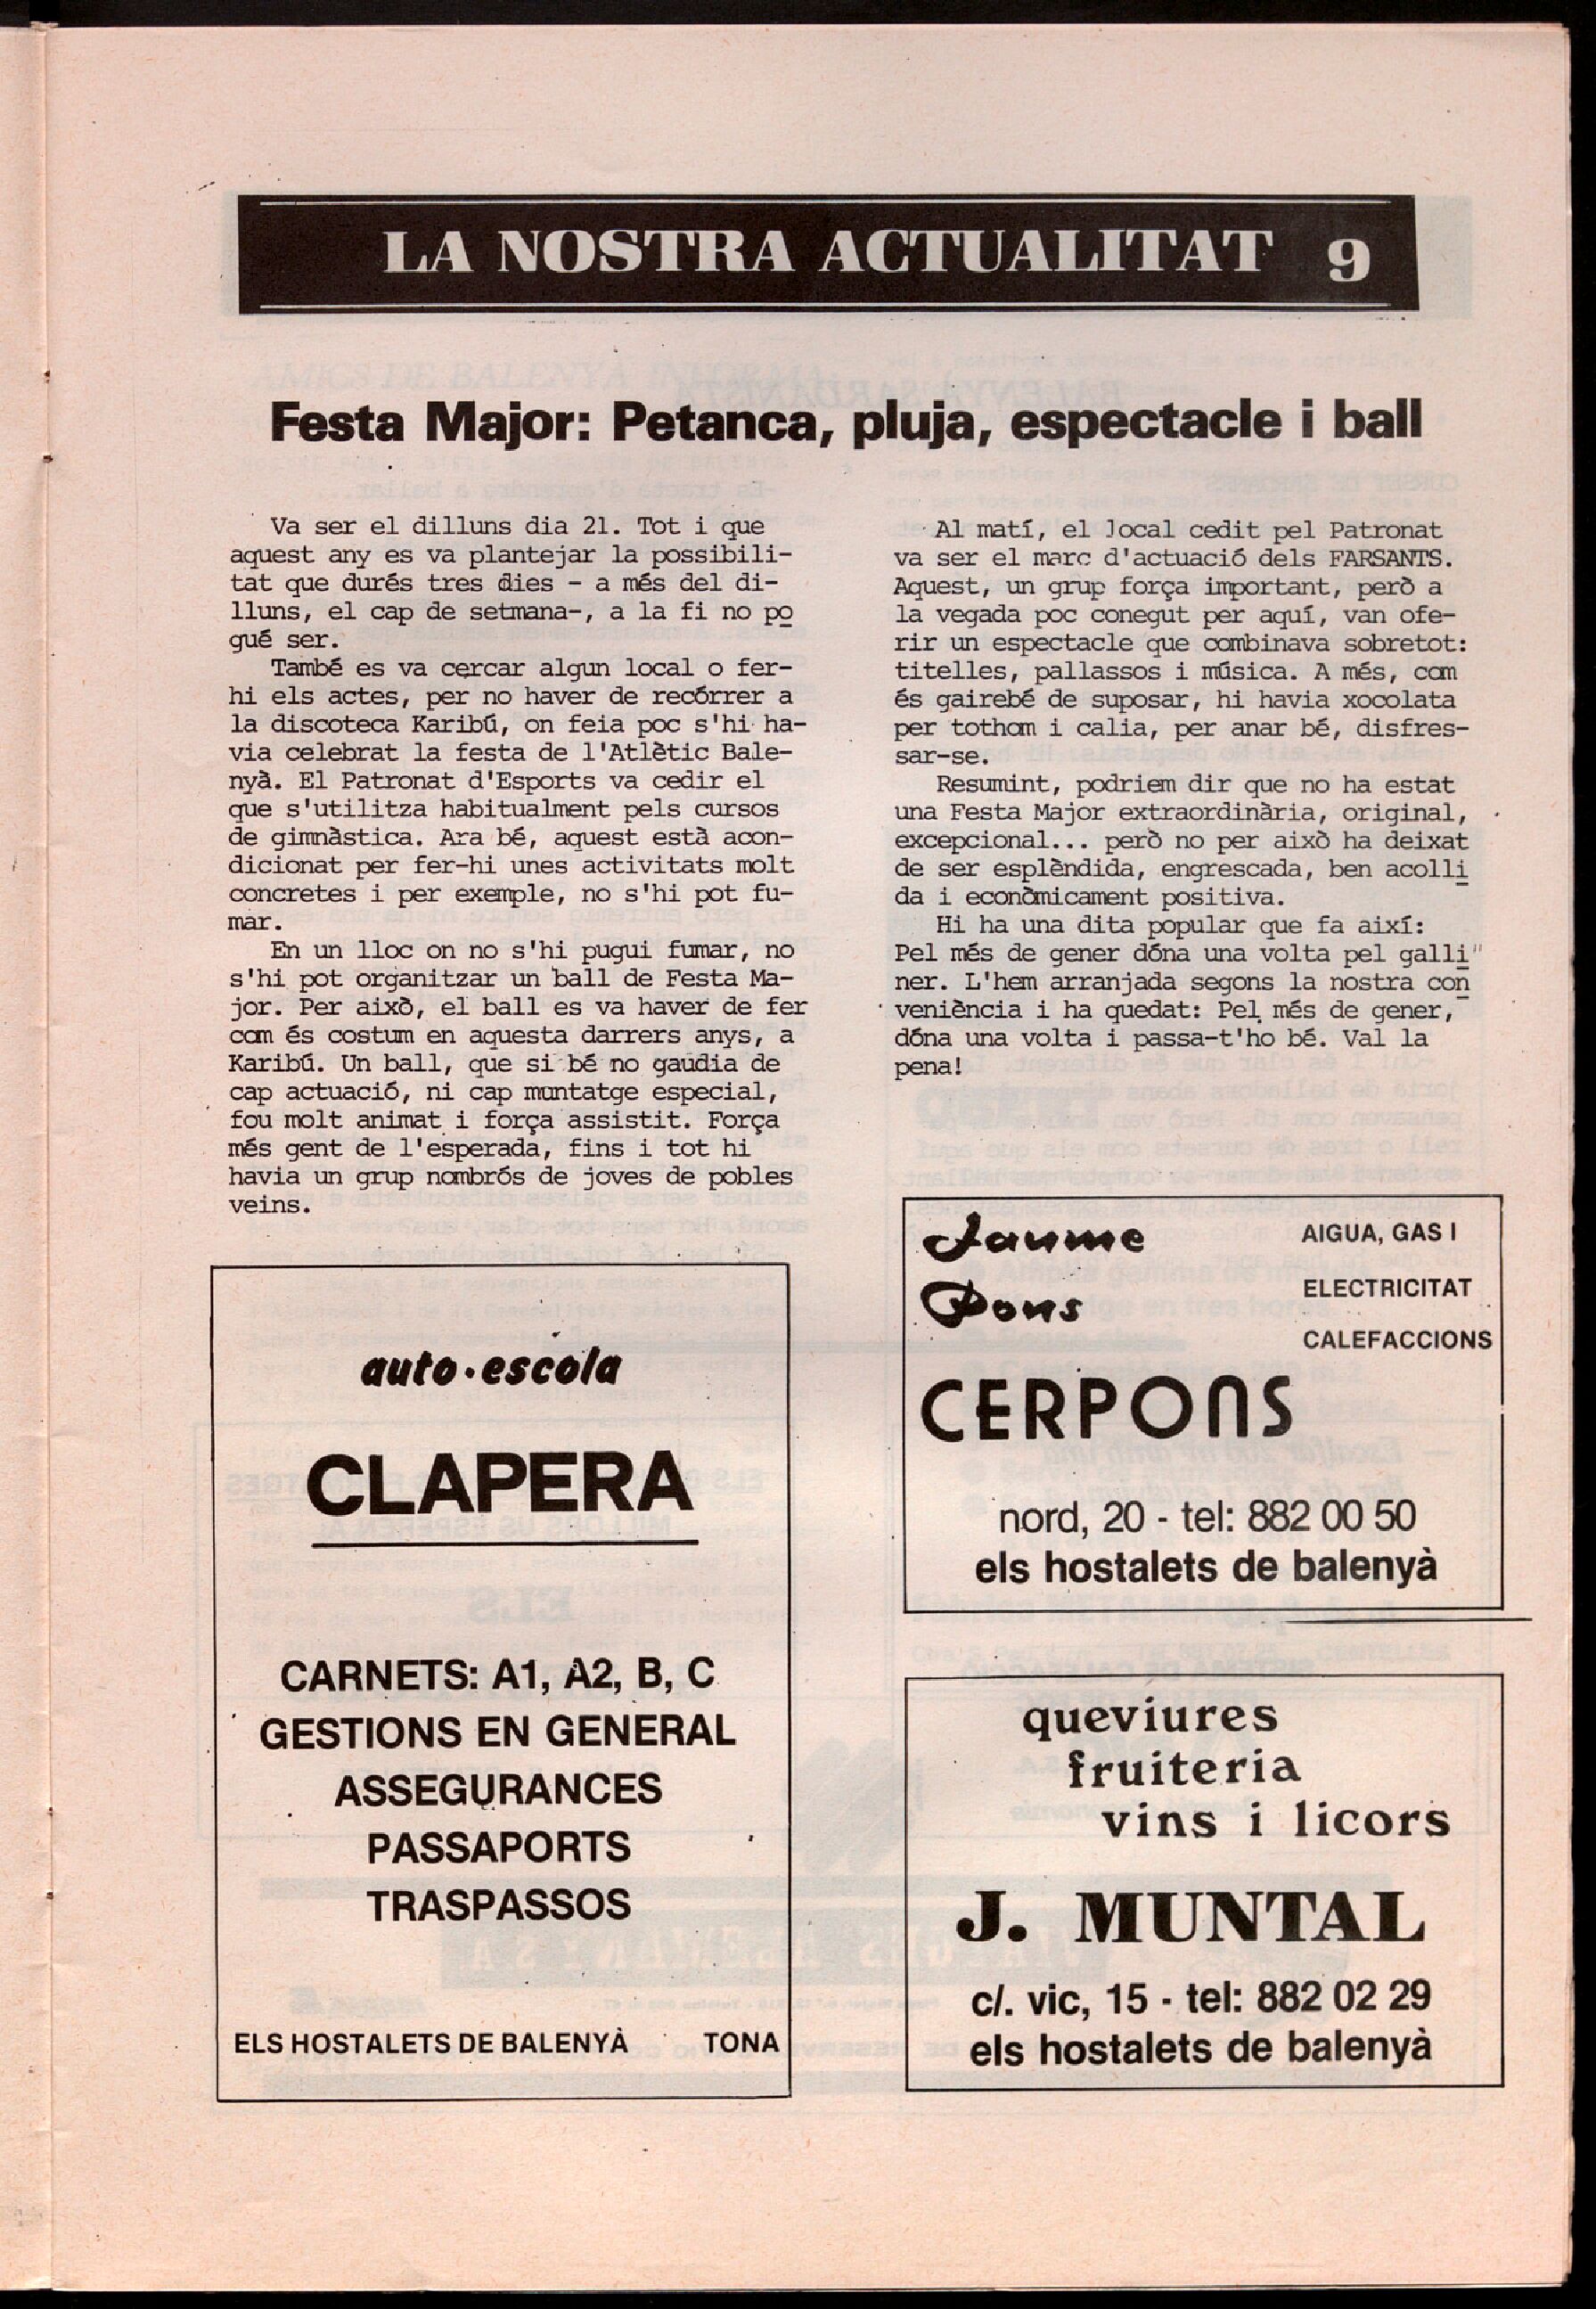 LA NOSTRA ACTUALITAT 9
Festa Major: Petanca, pluja, espectacle i ball
Va ser el dilluns dia 21. Tot i que
aquest any es va plantejar la possibili-
tat que durés tres dies - a més del di-
lluns, el cap de setmana-, a la fi no po
gué ser.
També es va cercar algun local o fer-
hi els actes, per no haver de recórrer a
la discoteca Karibú, on feia poc s'hi ha-
via celebrat la festa de l'Atlètic Bale-
nyà. El Patronat d'Esports va cedir el
que s'utilitza habitualment pels cursos
de gimnàstica. Ara bé, aquest està acon-
dicionat per fer-hi unes activitats molt
concretes i per exemple, no s'hi pot fu-
mar.
En un lloc on no s'hi pugui fumar, no
s'hi pot organitzar un ball de Festa Ma-
jor. Per això, el ball es va haver de fer
com és costum en aquesta darrers anys, a
Karibú. Un ball, que si bé no gaudia de
cap actuació, ni cap muntatge especial,
fou molt animat i força assistit. Força
més gent de l'esperada, fins i tot hi
havia un grup nombrós de joves de pobles
veins.
Al matí, el local cedit pel Patronat
va ser el marc d'actuació dels FARSANTS.
Aquest, un grup força important, però a
la vegada poc conegut per aquí, van ofe-
rir un espectacle que combinava sobretot:
titelles, pallassos i música. A més, com
és gairebé de suposar, hi havia xocolata
per tothom i calia, per anar bé, disfres-
sar-se.
Resumint, podriem dir que no ha estat
una Festa Major extraordinària, original,
excepcional... però no per això ha deixat
de ser esplèndida, engrescada, ben acolli
da i econòmicament positiva.
Hi ha una dita popular que fa així:
Pel més de gener dóna una volta pel galli"
ner. L'hem arranjada segons la nostra con
veniència i ha quedat: Pel més de gener,
dóna una volta i passa-t'ho bé. Val la
pena!
auto·escola
CLAPERA
CARNETS: A1, A2, B, C
GESTIONS EN GENERAL
ASSEGURANCES
PASSAPORTS
TRASPASSOS
ELS HOSTALETS DE BALENYÀ TONA
Jaume
Pons
AIGUA, GAS I
ELECTRICITAT
CALEFACCIONS
CERPONS
nord, 20 - tel: 882 00 50
els hostalets de balenyà
queviures
fruiteria
vins i licors
J. MUNTAL
c/. vic, 15 - tel: 882 02 29
els hostalets de balenyà